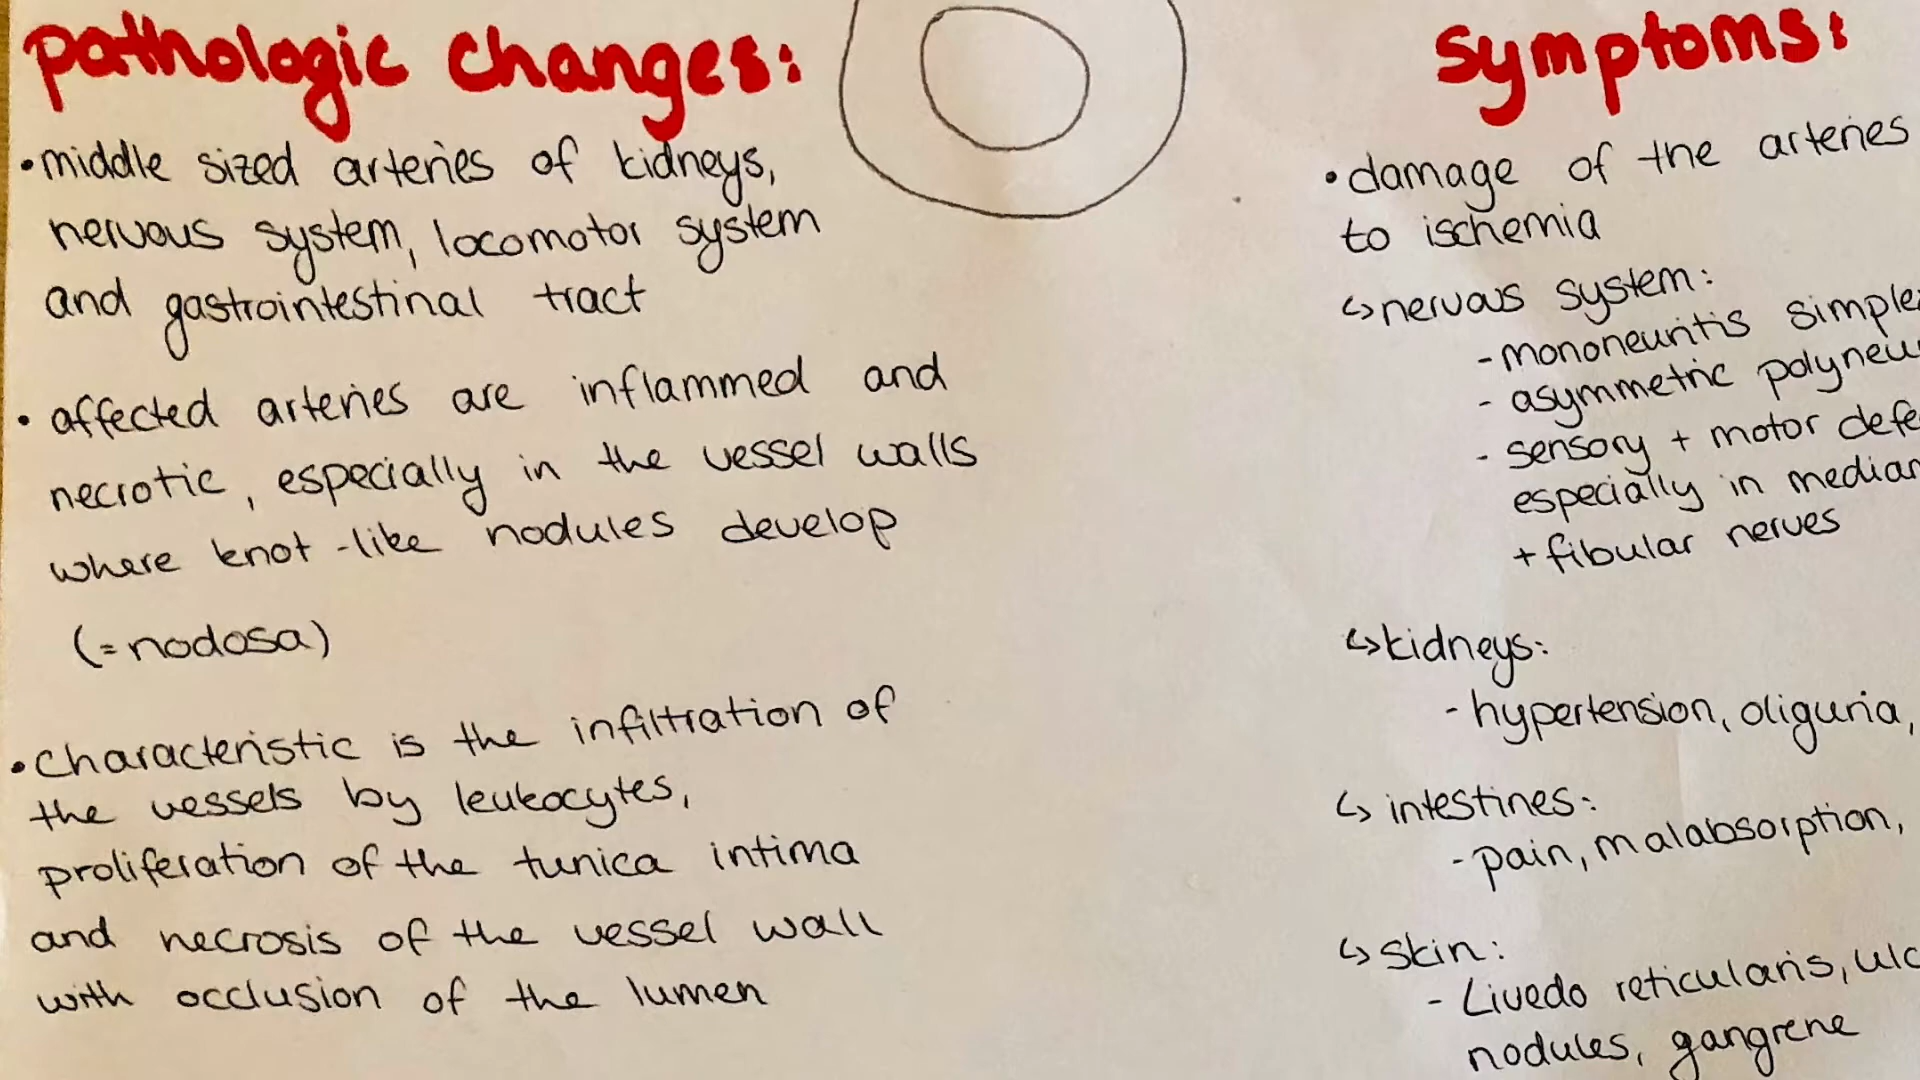 pathologic changes:
• middle sized arteries of kidneys,
nervous system, locomotor system
and gastrointestinal tract
• affected arteries are inflammed and
necrotic, especially in the vessel walls
where knot-like nodules develop
(= nodosa)
• characteristic is the infiltration of
the vessels by leukocytes,
proliferation of the tunica intima
and necrosis of the vessel wall
with occlusion of the lumen
symptoms:
• damage of the arteries
to ischemia
↳ nervous system:
- mononeuritis
- asymmetric
- sensory + motor
especially in
+ fibular nerves
↳ kidneys:
- hypertension, oliguria,
↳ intestines:
- pain, malabsorption,
↳ skin:
- Livedo reticularis,
nodules, gangrene